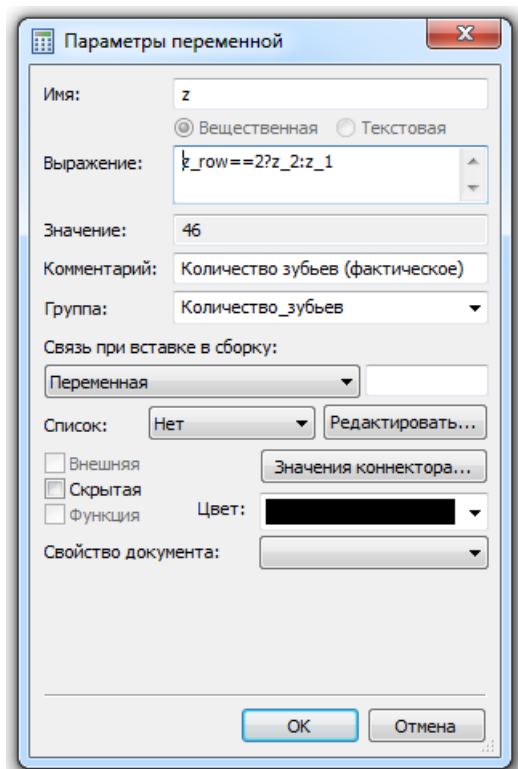 Параметры переменной
Имя: z
Вещественная Текстовая
Выражение: z_row==2?z_2:z_1
Значение: 46
Комментарий: Количество зубьев (фактическое)
Группа: Количество_зубьев
Связь при вставке в сборку:
Переменная
Список: Нет Редактировать...
Внешняя Значения коннектора...
Скрытая
Функция Цвет:
Свойство документа:
OK Отмена